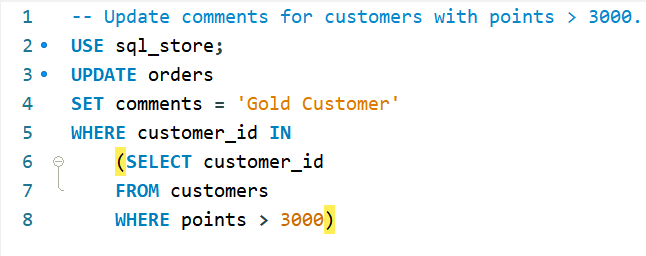 1 -- Update comments for customers with points > 3000.
2 USE sql_store;
3 UPDATE orders
4 SET comments = 'Gold Customer'
5 WHERE customer_id IN
6 (SELECT customer_id
7 FROM customers
8 WHERE points > 3000)